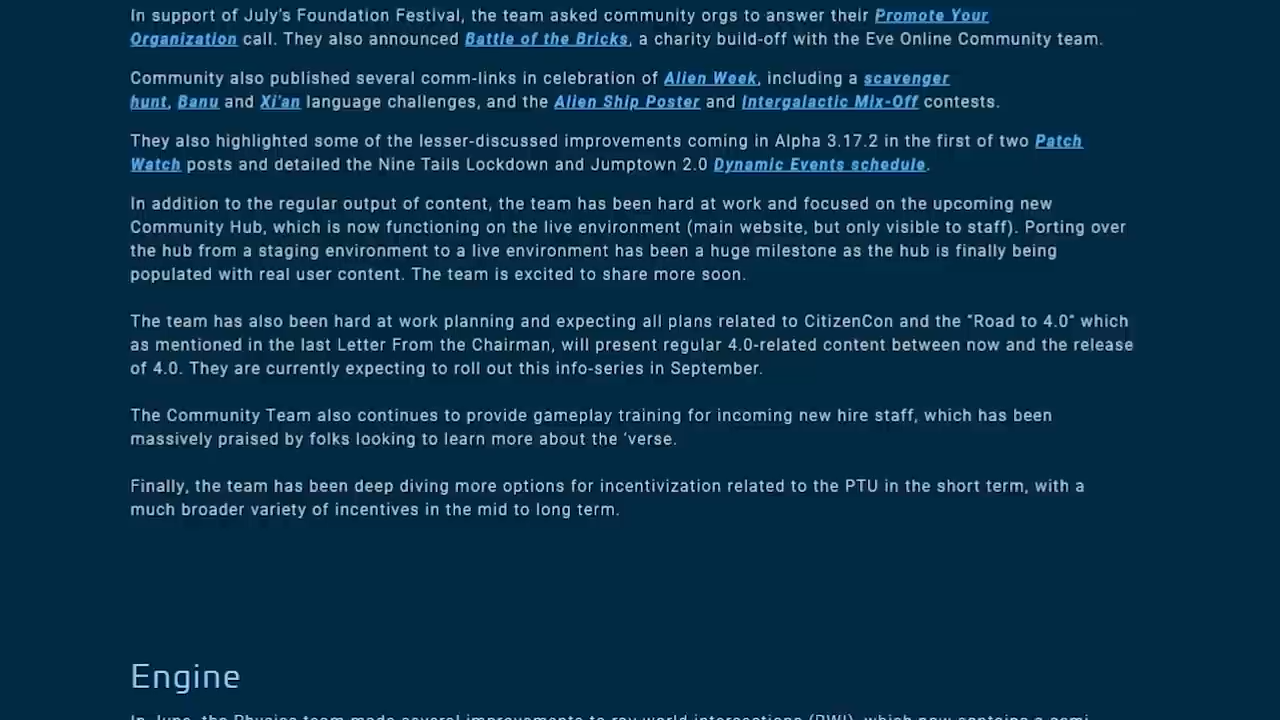 In support of July's Foundation Festival, the team asked community orgs to answer their Promote Your
Organization call. They also announced Battle of the Bricks, a charity build-off with the Eve Online Community team.
Community also published several comm-links in celebration of Alien Week, including a scavenger
hunt, Banu and Xi'an language challenges, and the Alien Ship Poster and Intergalactic Mix-Off contests.
They also highlighted some of the lesser-discussed improvements coming in Alpha 3.17.2 in the first of two Patch
Watch posts and detailed the Nine Tails Lockdown and Jumptown 2.0 Dynamic Events schedule.
In addition to the regular output of content, the team has been hard at work and focused on the upcoming new
Community Hub, which is now functioning on the live environment (main website, but only visible to staff). Porting over
the hub from a staging environment to a live environment has been a huge milestone as the hub is finally being
populated with real user content. The team is excited to share more soon.
The team has also been hard at work planning and expecting all plans related to CitizenCon and the "Road to 4.0" which
as mentioned in the last Letter From the Chairman, will present regular 4.0-related content between now and the release
of 4.0. They are currently expecting to roll out this info-series in September.
The Community Team also continues to provide gameplay training for incoming new hire staff, which has been
massively praised by folks looking to learn more about the 'verse.
Finally, the team has been deep diving more options for incentivization related to the PTU in the short term, with a
much broader variety of incentives in the mid to long term.
Engine
In June, the Physics team made several improvements to ray-world intersections (RWI), which now contains a semi-